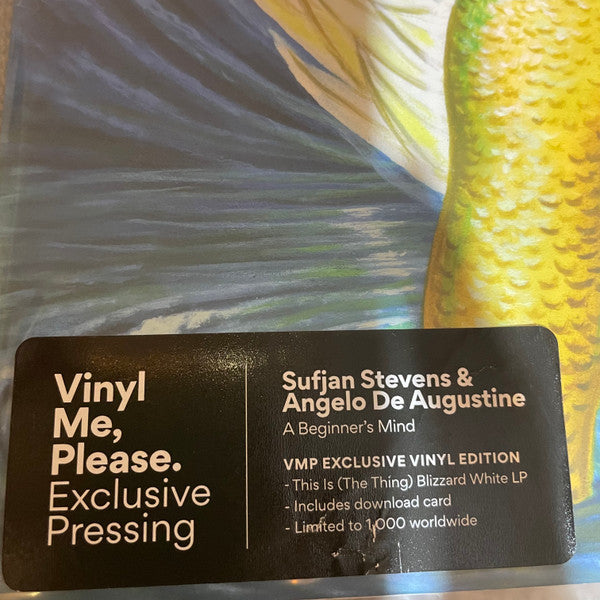 Vinyl
Me,
Please.
Exclusive
Pressing
Sufjan Stevens &
Angelo De Augustine
A Beginner's Mind
VMP EXCLUSIVE VINYL EDITION
- This Is (The Thing) Blizzard White LP
- Includes download card
- Limited to 1,000 worldwide